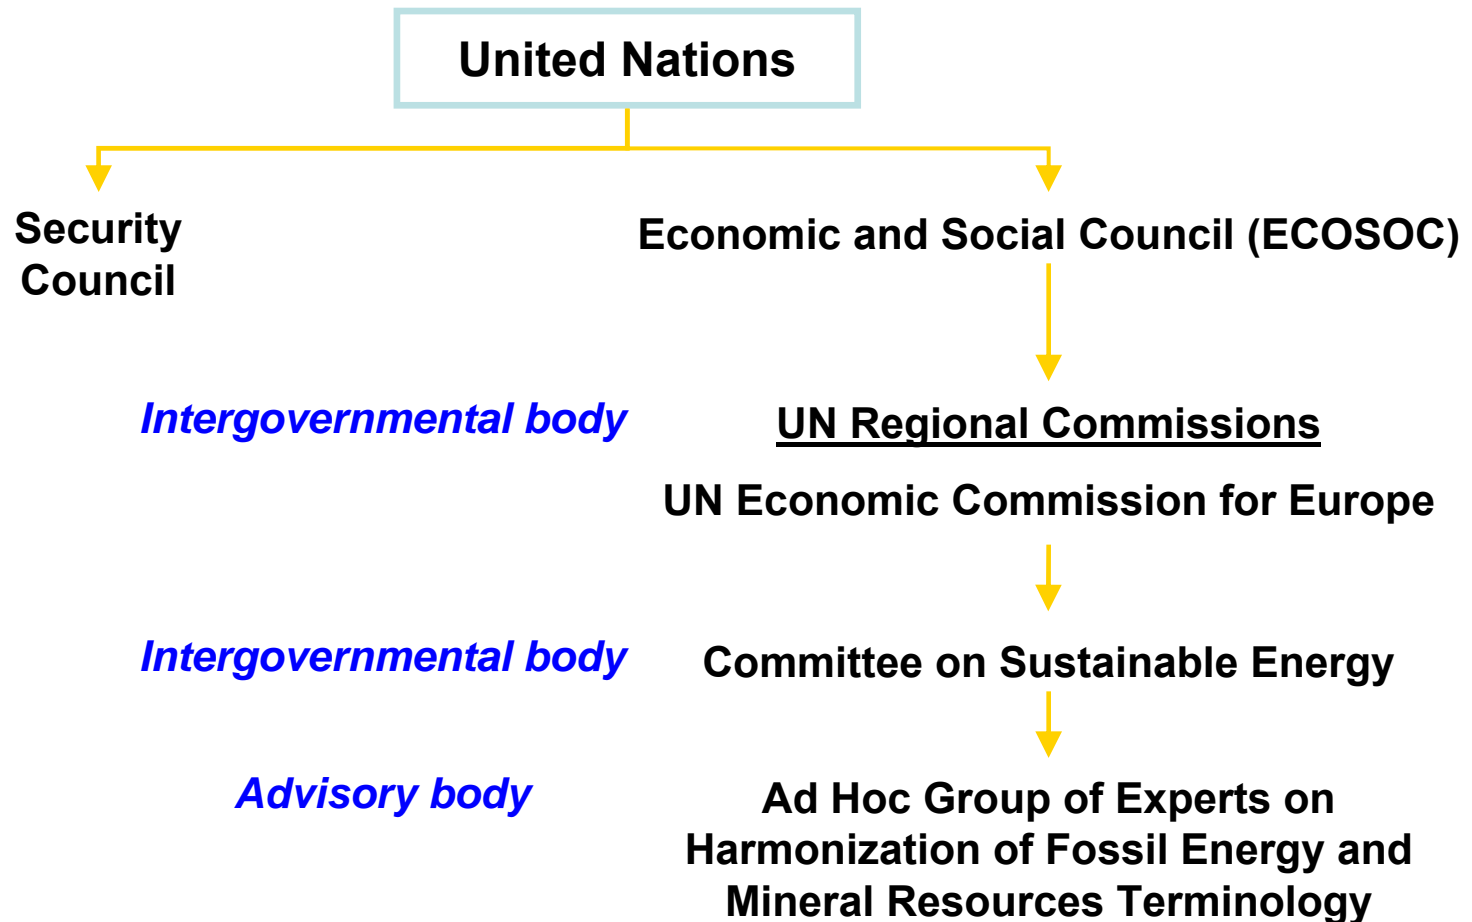 United Nations
Security
Council
Economic and Social Council (ECOSOC)
Intergovernmental body
UN Regional Commissions
UN Economic Commission for Europe
Intergovernmental body
Committee on Sustainable Energy
Advisory body
Ad Hoc Group of Experts on
Harmonization of Fossil Energy and
Mineral Resources Terminology